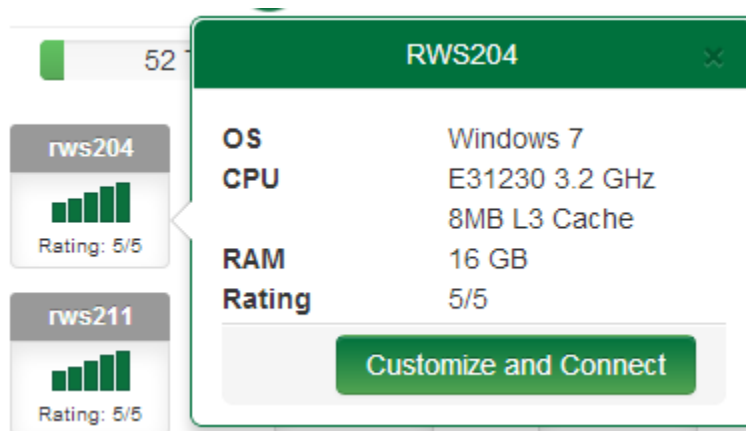 52
RWS204
×
rws204
Rating: 5/5
OS Windows 7
CPU E31230 3.2 GHz
8MB L3 Cache
RAM 16 GB
Rating 5/5
rws211
Rating: 5/5
Customize and Connect